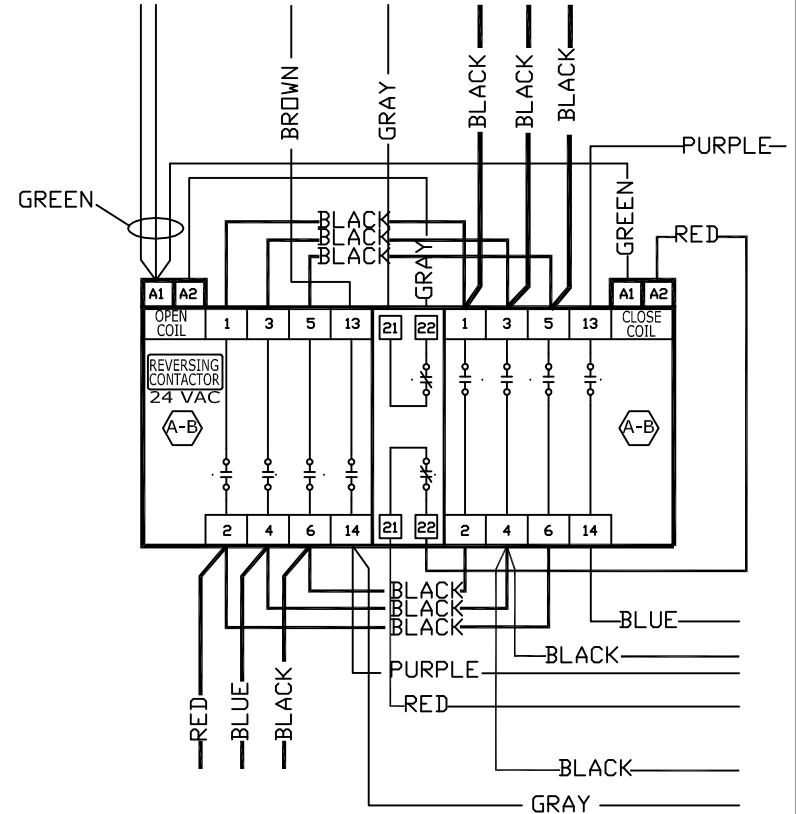 BROWN
GRAY
BLACK
BLACK
BLACK
PURPLE
GREEN
GREEN
BLACK
BLACK
BLACK
GRAY
RED
A1 A2
A1 A2
OPEN
COIL
1 3 5 13
21 22
1 3 5 13
CLOSE
COIL
REVERSING
CONTACTOR
24 VAC
A-B
A-B
2 4 6 14
21 22
2 4 6 14
BLACK
BLACK
BLACK
BLUE
BLACK
PURPLE
RED
BLUE
BLACK
RED
BLACK
GRAY